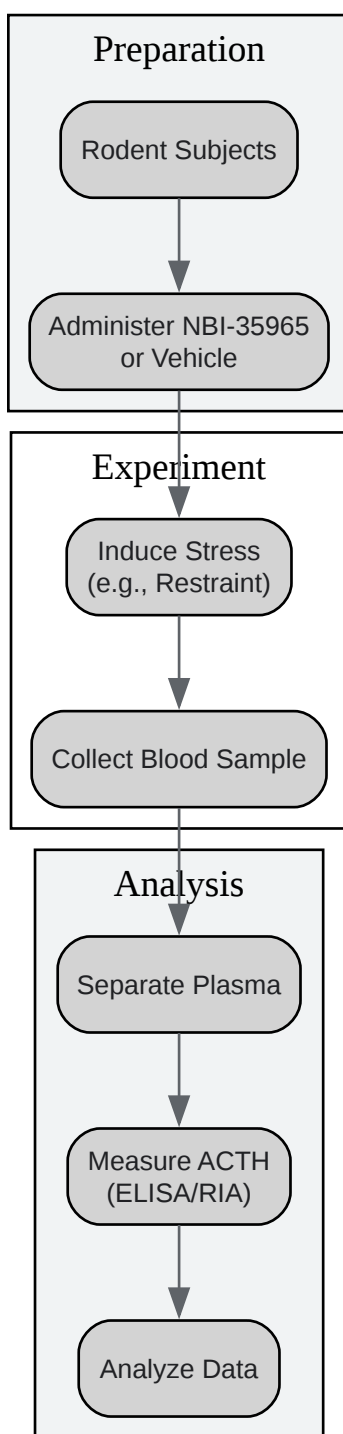 Preparation
Rodent Subjects
Administer NBI-35965
or Vehicle
Experiment
Induce Stress
(e.g., Restraint)
Collect Blood Sample
Analysis
Separate Plasma
Measure ACTH
(ELISA/RIA)
Analyze Data